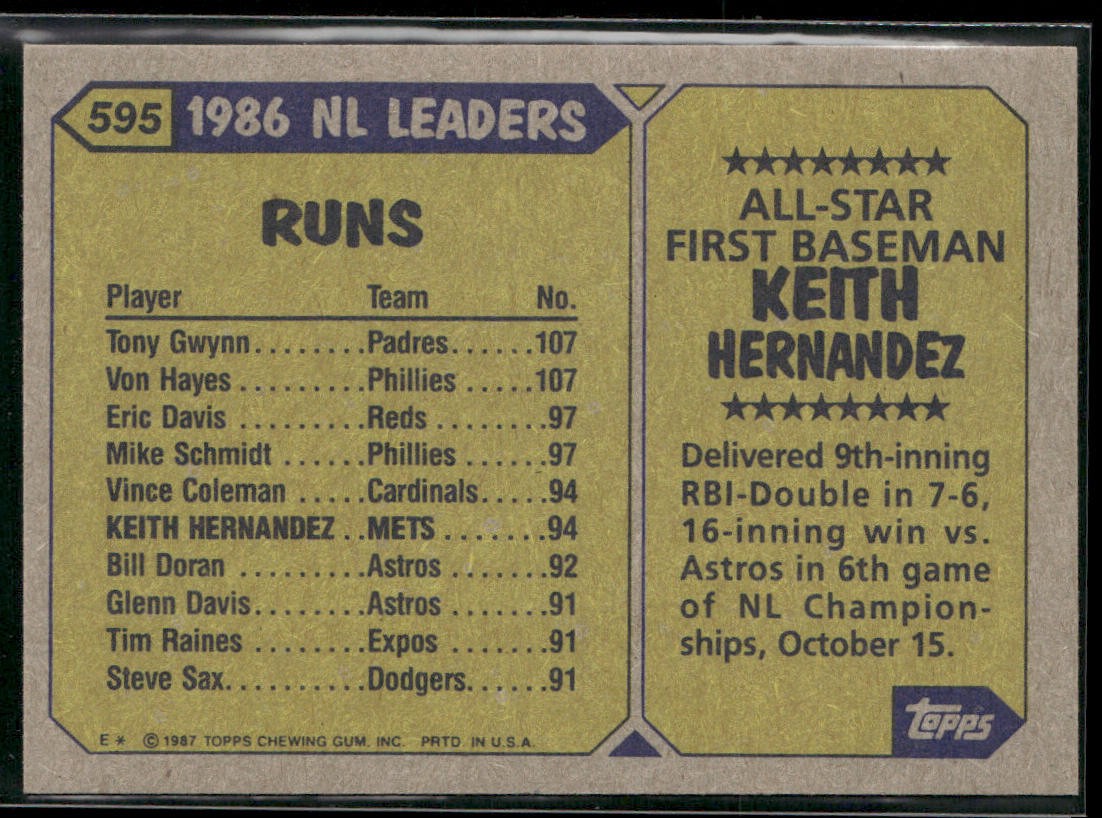 595 1986 NL LEADERS
RUNS
Player Team No.
Tony Gwynn........Padres......107
Von Hayes .........Phillies .....107
Eric Davis ..........Reds ........97
Mike Schmidt ......Phillies .......97
Vince Coleman .....Cardinals.....94
KEITH HERNANDEZ ..METS .......94
Bill Doran .........Astros .......92
Glenn Davis........Astros .......91
Tim Raines .........Expos .......91
Steve Sax..........Dodgers......91
E * © 1987 TOPPS CHEWING GUM, INC. PRTD. IN U.S.A.
★★★★★★★★
ALL-STAR
FIRST BASEMAN
KEITH
HERNANDEZ
★★★★★★★★
Delivered 9th-inning
RBI-Double in 7-6,
16-inning win vs.
Astros in 6th game
of NL Champion-
ships, October 15.
topps